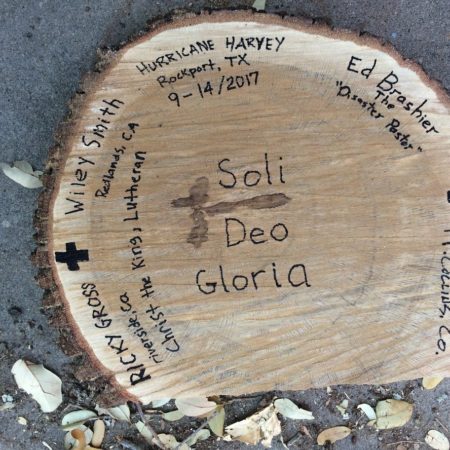 HURRICANE HARVEY
Rockport, TX
9-14/2017
Ed Brashier
The
"Disaster Pastor"
Wiley Smith
Redlands, CA
Soli
Deo
Gloria
RICKY GROSS
Riverside, ca
Christ the King, Lutheran
Co.